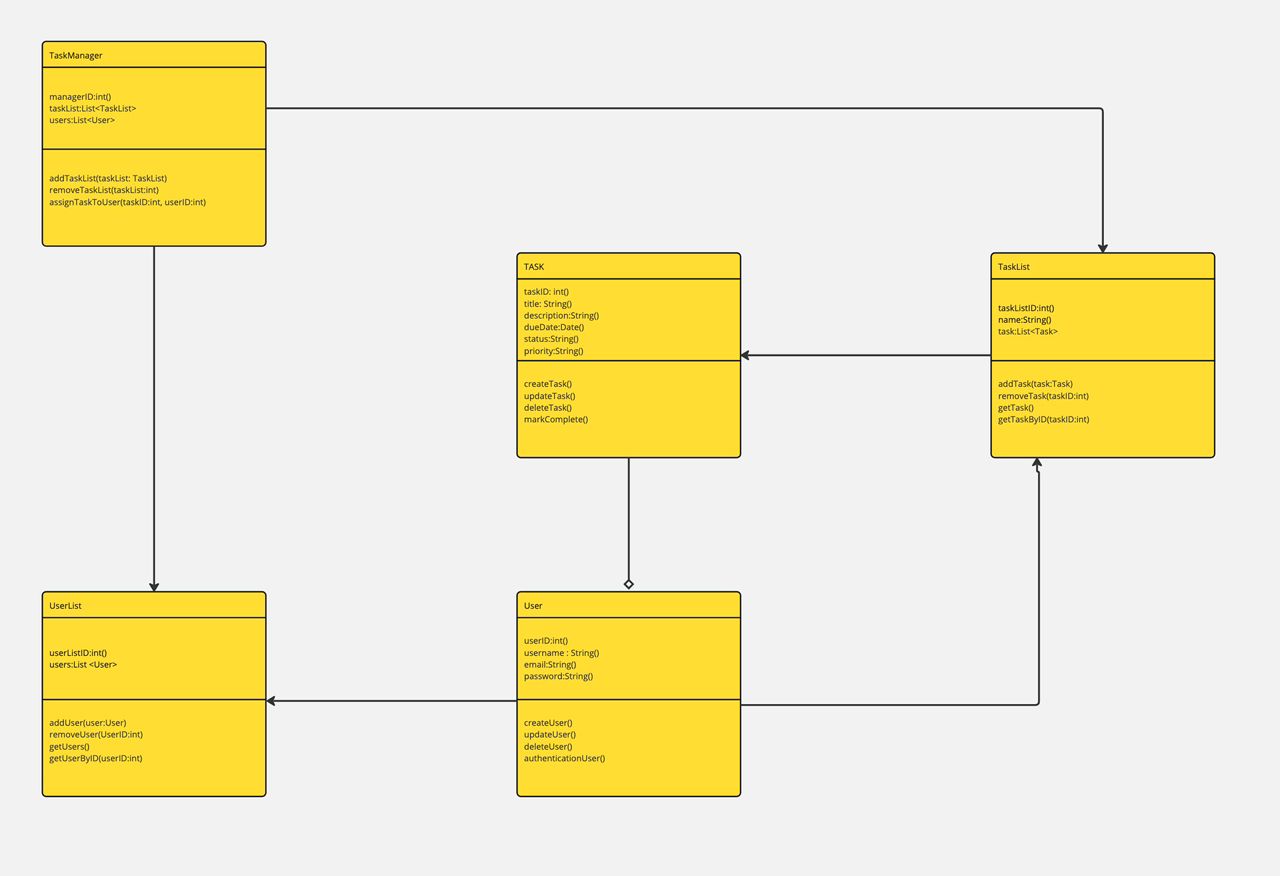 TaskManager
managerID:int()
taskList:List<TaskList>
users:List<User>
addTaskList(taskList: TaskList)
removeTaskList(taskList:int)
assignTaskToUser(taskID:int, userID:int)
TASK
taskID: int()
title: String()
description:String()
dueDate:Date()
status:String()
priority:String()
createTask()
updateTask()
deleteTask()
markComplete()
TaskList
taskListID:int()
name:String()
task:List<Task>
addTask(task:Task)
removeTask(taskID:int)
getTask()
getTaskByID(taskID:int)
UserList
userListID:int()
users:List <User>
addUser(user:User)
removeUser(UserID:int)
getUsers()
getUserByID(userID:int)
User
userID:int()
username : String()
email:String()
password:String()
createUser()
updateUser()
deleteUser()
authenticationUser()